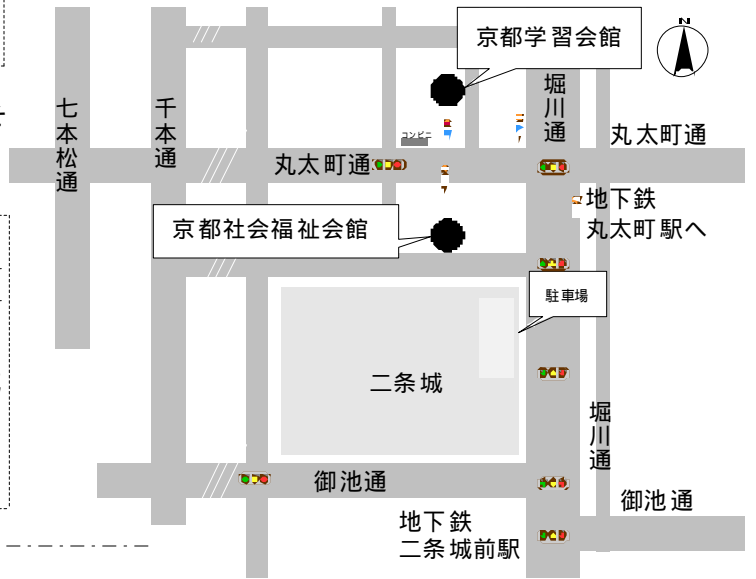 京都学習会館
N
堀川通
七本松通
千本通
コンビニ
丸太町通
丸太町通
地下鉄
丸太町駅へ
京都社会福祉会館
駐車場
二条城
堀川通
御池通
御池通
地下鉄
二条城前駅